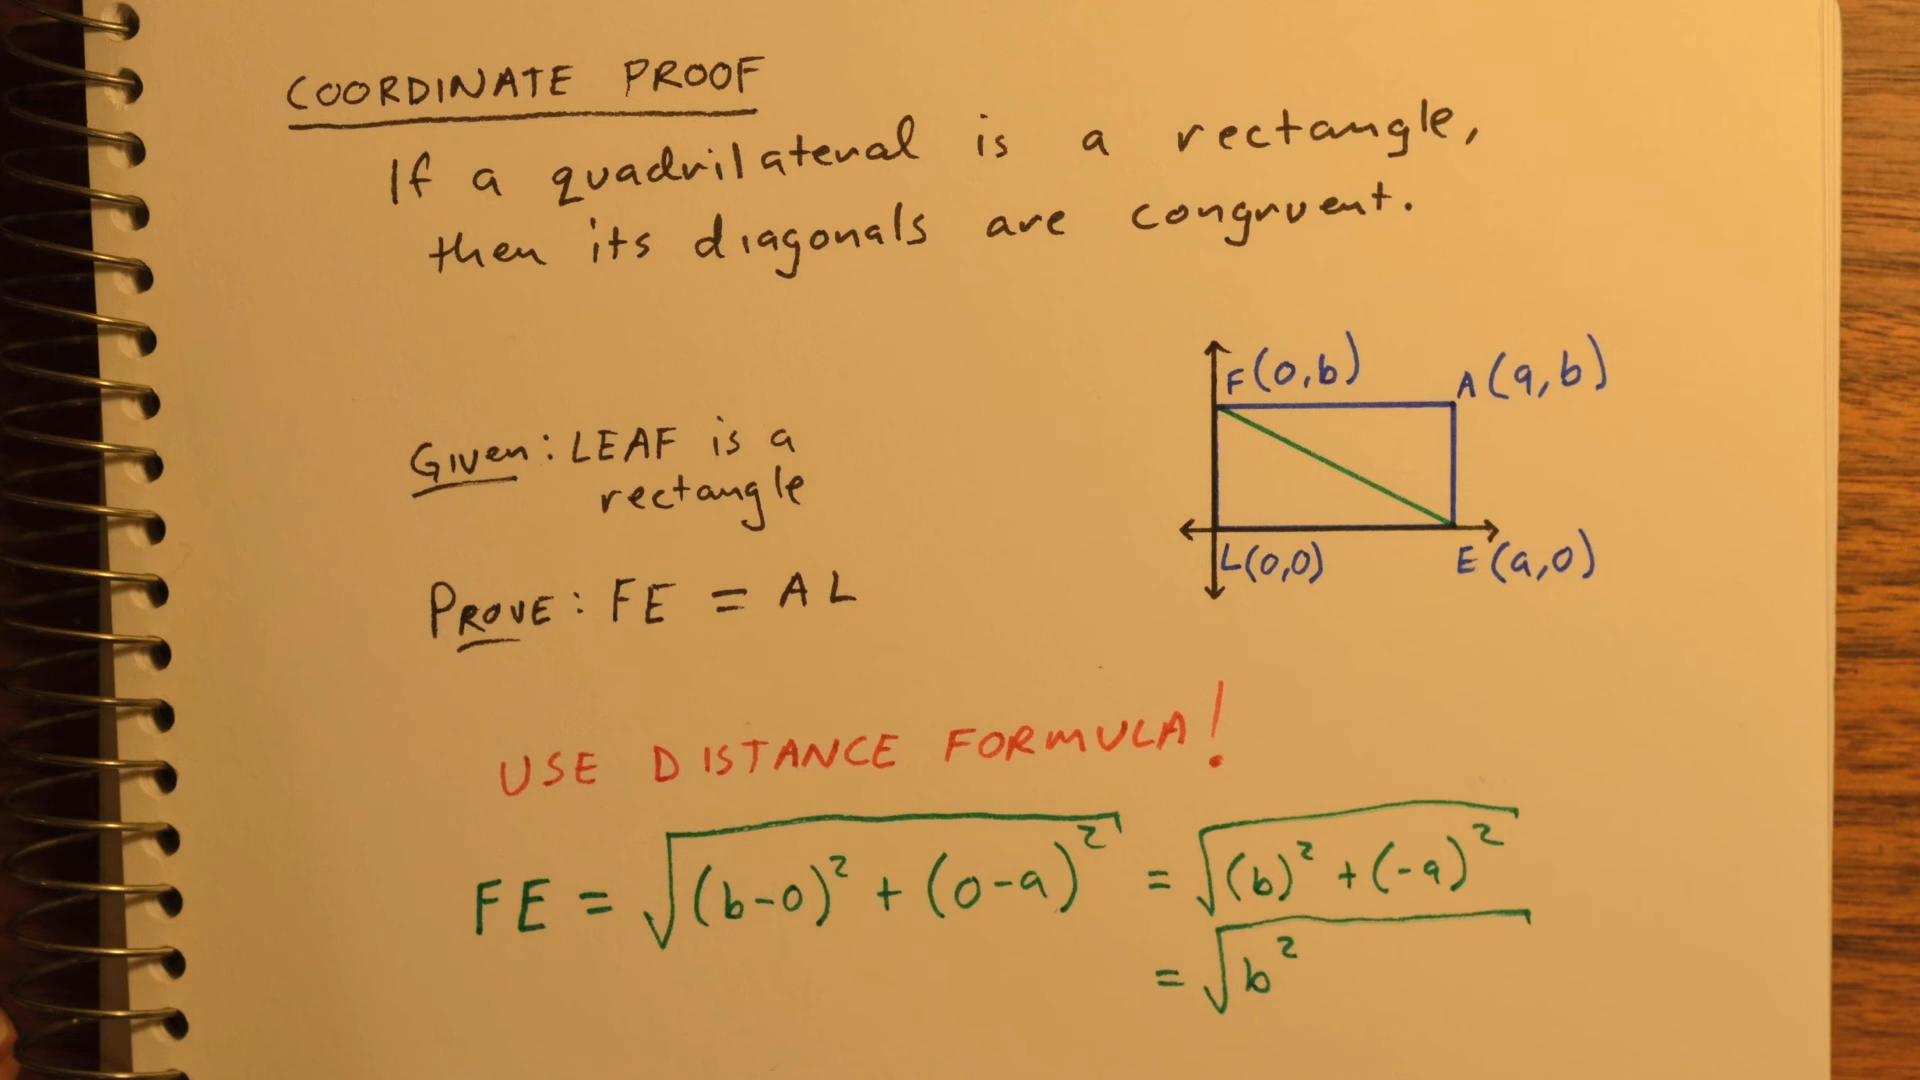 COORDINATE PROOF
If a quadrilateral is a rectangle,
then its diagonals are congruent.
F(0,b)
A(a,b)
Given: LEAF is a
rectangle
L(0,0)
E(a,0)
PROVE: FE = AL
USE DISTANCE FORMULA!
FE = √((b-0)² + (0-a)²) = √((b)² + (-a)²)
= √(b²)